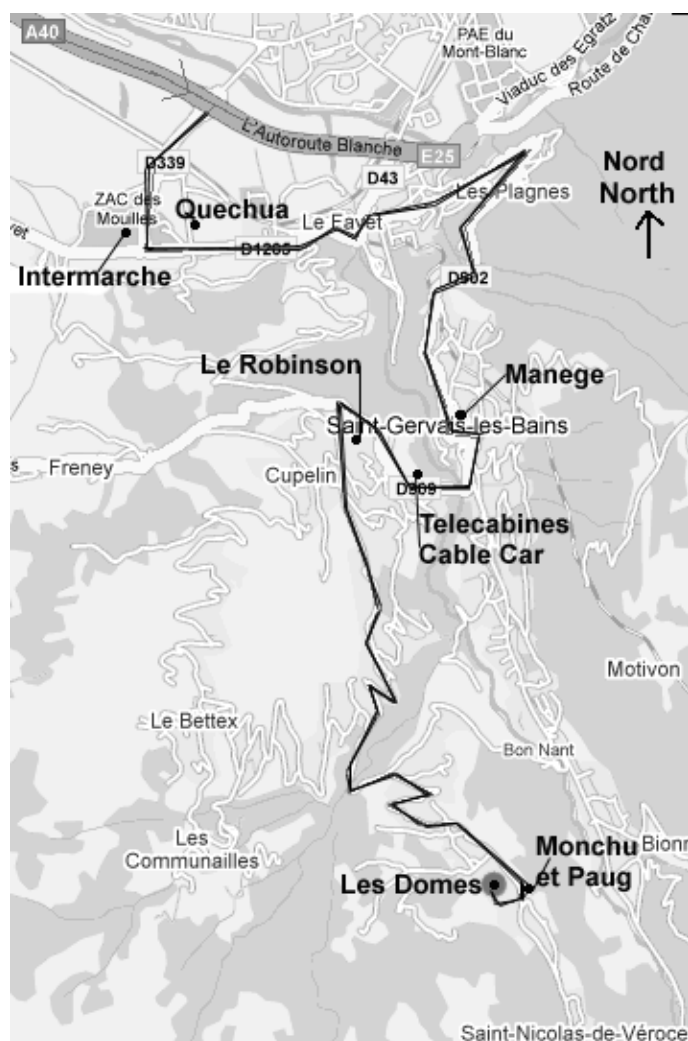 A40
PAE du
Mont-Blanc
Viaduc des Egratz
Route de Cha
L'Autoroute Blanche
E25
D339
D43
Nord
North
Les Plagnes
ZAC des
Mouilles
Quechua
Le Fayet
D1205
Intermarche
D902
Le Robinson
Manege
Saint-Gervais-les-Bains
Freney
Cupelin
D909
Telecabines
Cable Car
Motivon
Le Bettex
Bon Nant
Les
Communailles
Monchu
et Paug
Bionn
Les Domes
Saint-Nicolas-de-Véroce